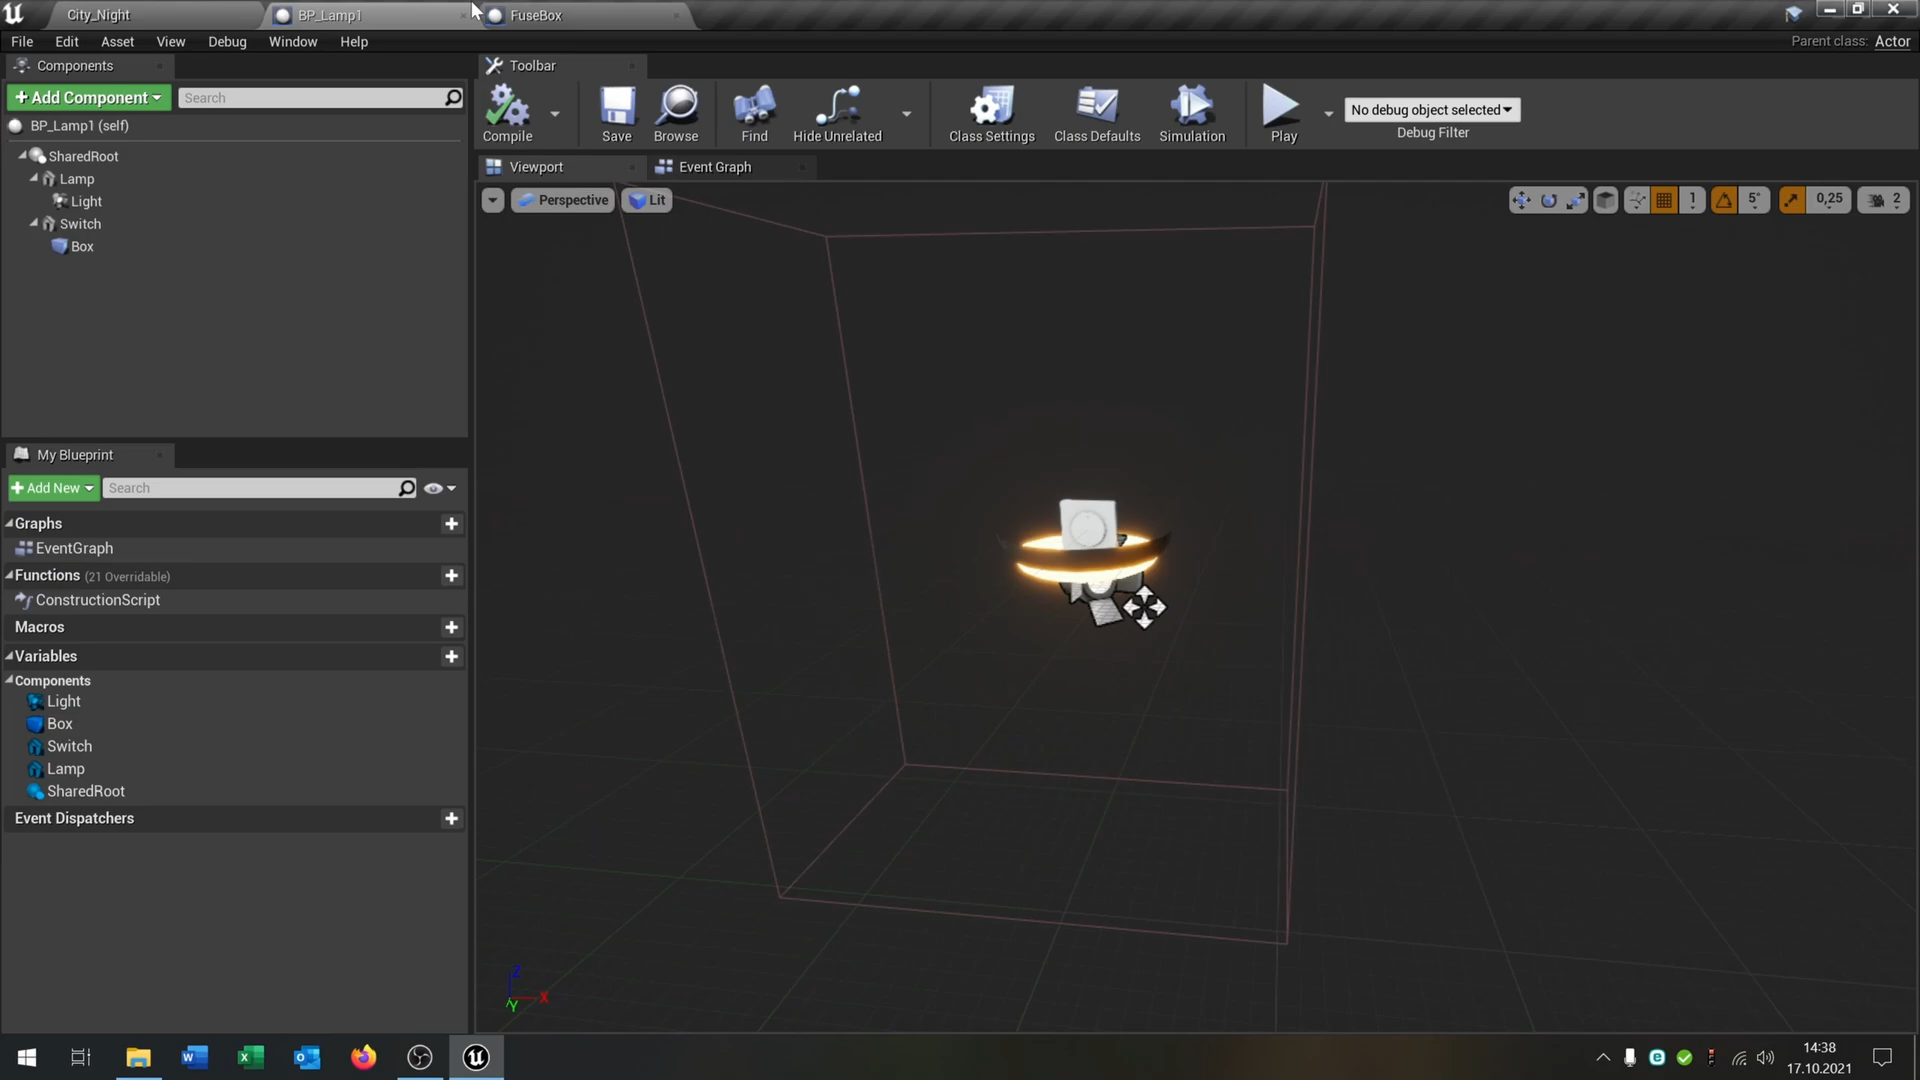 City_Night
BP_Lamp1
FuseBox
File Edit Asset View Debug Window Help
Parent class: Actor
Components
Toolbar
+ Add Component
Search
BP_Lamp1 (self)
SharedRoot
Lamp
Light
Switch
Box
Compile
Save
Browse
Find
Hide Unrelated
Class Settings
Class Defaults
Simulation
Play
No debug object selected
Debug Filter
Viewport
Event Graph
Perspective
Lit
1
5°
0,25
2
My Blueprint
+ Add New
Search
Graphs
EventGraph
Functions (21 Overridable)
ConstructionScript
Macros
Variables
Components
Light
Box
Switch
Lamp
SharedRoot
Event Dispatchers
Z
X
Y
14:38
17.10.2021